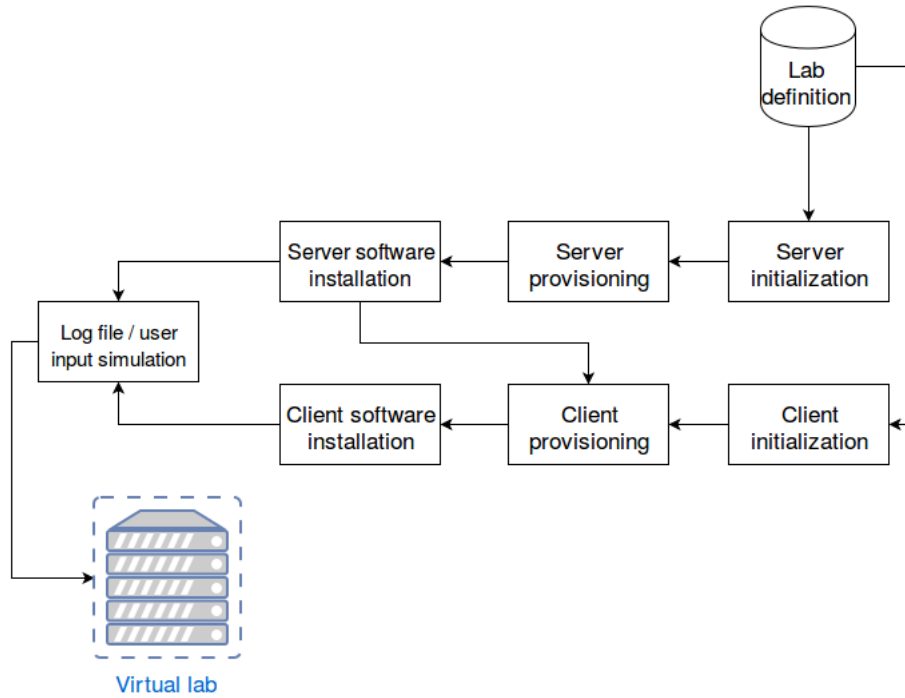 Lab
definition
Server software
installation
Server
provisioning
Server
initialization
Log file / user
input simulation
Client software
installation
Client
provisioning
Client
initialization
Virtual lab